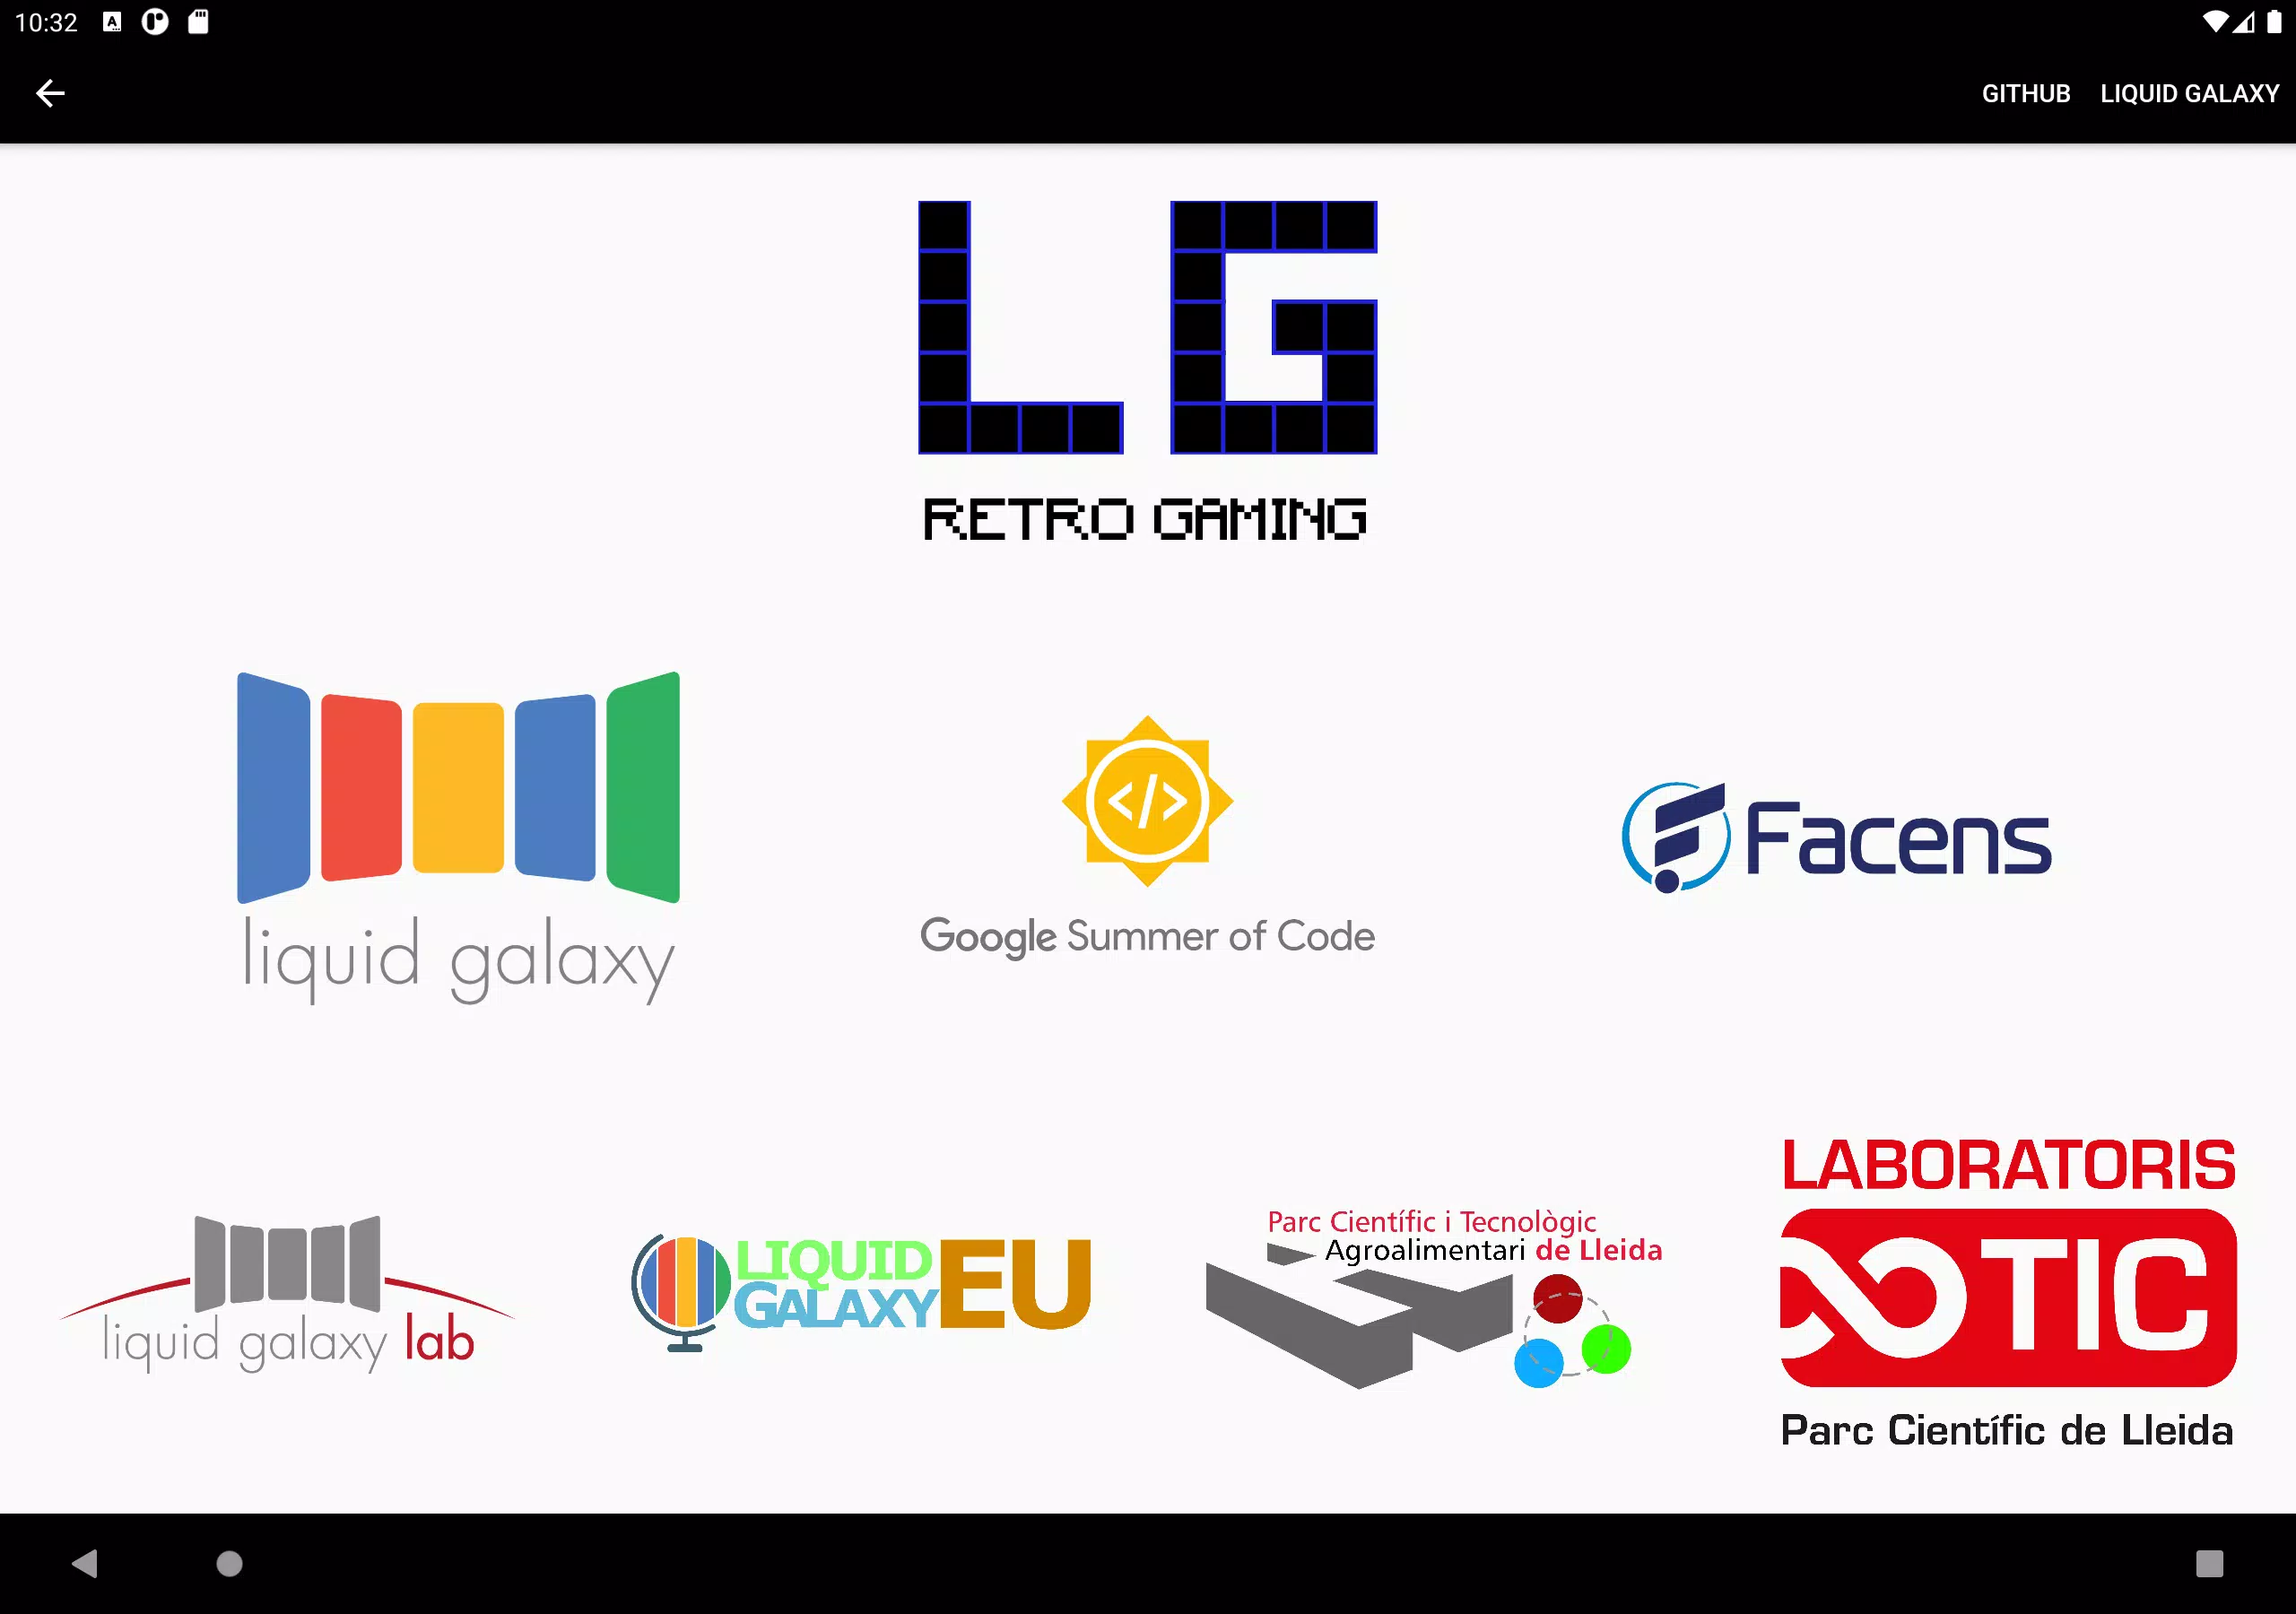 10:32
GITHUB LIQUID GALAXY
LG
RETRO GAMING
liquid galaxy
</>
Google Summer of Code
Facens
liquid galaxy lab
LIQUID
GALAXY EU
Parc Científic i Tecnològic
Agroalimentari de Lleida
LABORATORIS
TIC
Parc Científic de Lleida